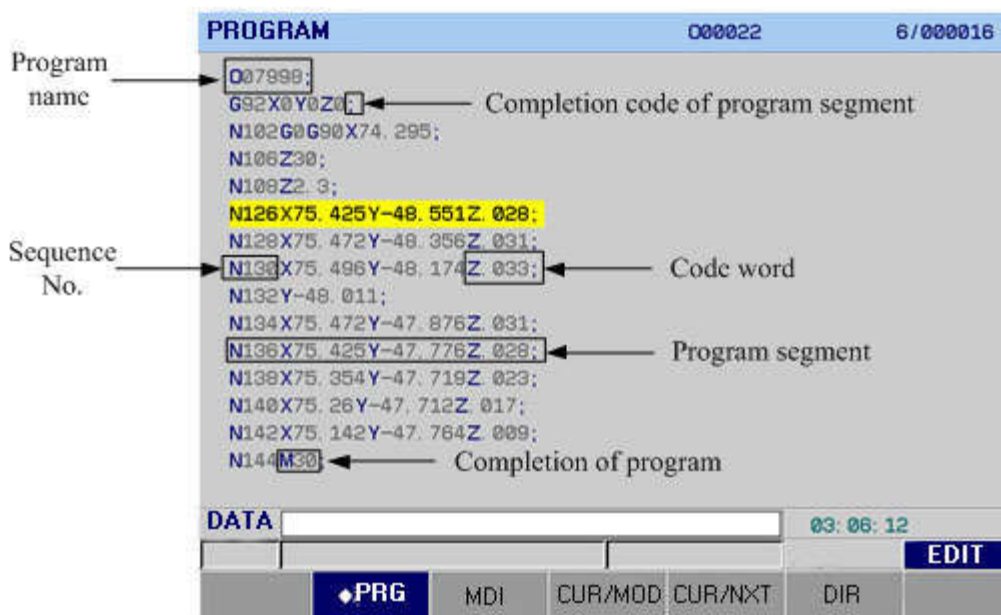 PROGRAM O00022 6/000016
Program name
O07998;
G92X0Y0Z0;
Completion code of program segment
N102G0G90X74.295;
N106Z30;
N108Z2.3;
N126X75.425Y-48.551Z.028;
N128X75.472Y-48.356Z.031;
Sequence No.
N130X75.496Y-48.174Z.033;
Code word
N132Y-48.011;
N134X75.472Y-47.876Z.031;
N136X75.425Y-47.776Z.028;
Program segment
N138X75.354Y-47.719Z.023;
N140X75.26Y-47.712Z.017;
N142X75.142Y-47.764Z.009;
N144M30;
Completion of program
DATA 03:06:12
EDIT
PRG MDI CUR/MOD CUR/NXT DIR